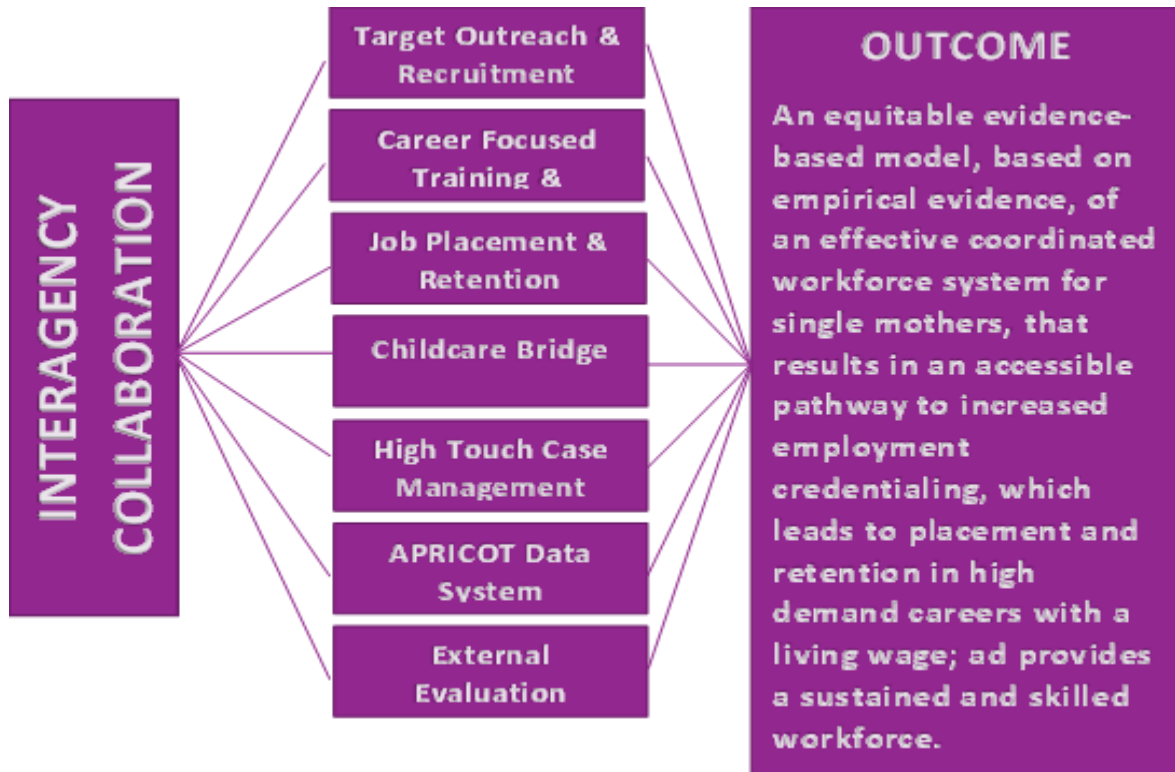 INTERAGENCY
COLLABORATION
Target Outreach &
Recruitment
Career Focused
Training &
Job Placement &
Retention
Childcare Bridge
High Touch Case
Management
APRICOT Data
System
External
Evaluation
OUTCOME
An equitable evidence-
based model, based on
empirical evidence, of
an effective coordinated
workforce system for
single mothers, that
results in an accessible
pathway to increased
employment
credentialing, which
leads to placement and
retention in high
demand careers with a
living wage; ad provides
a sustained and skilled
workforce.